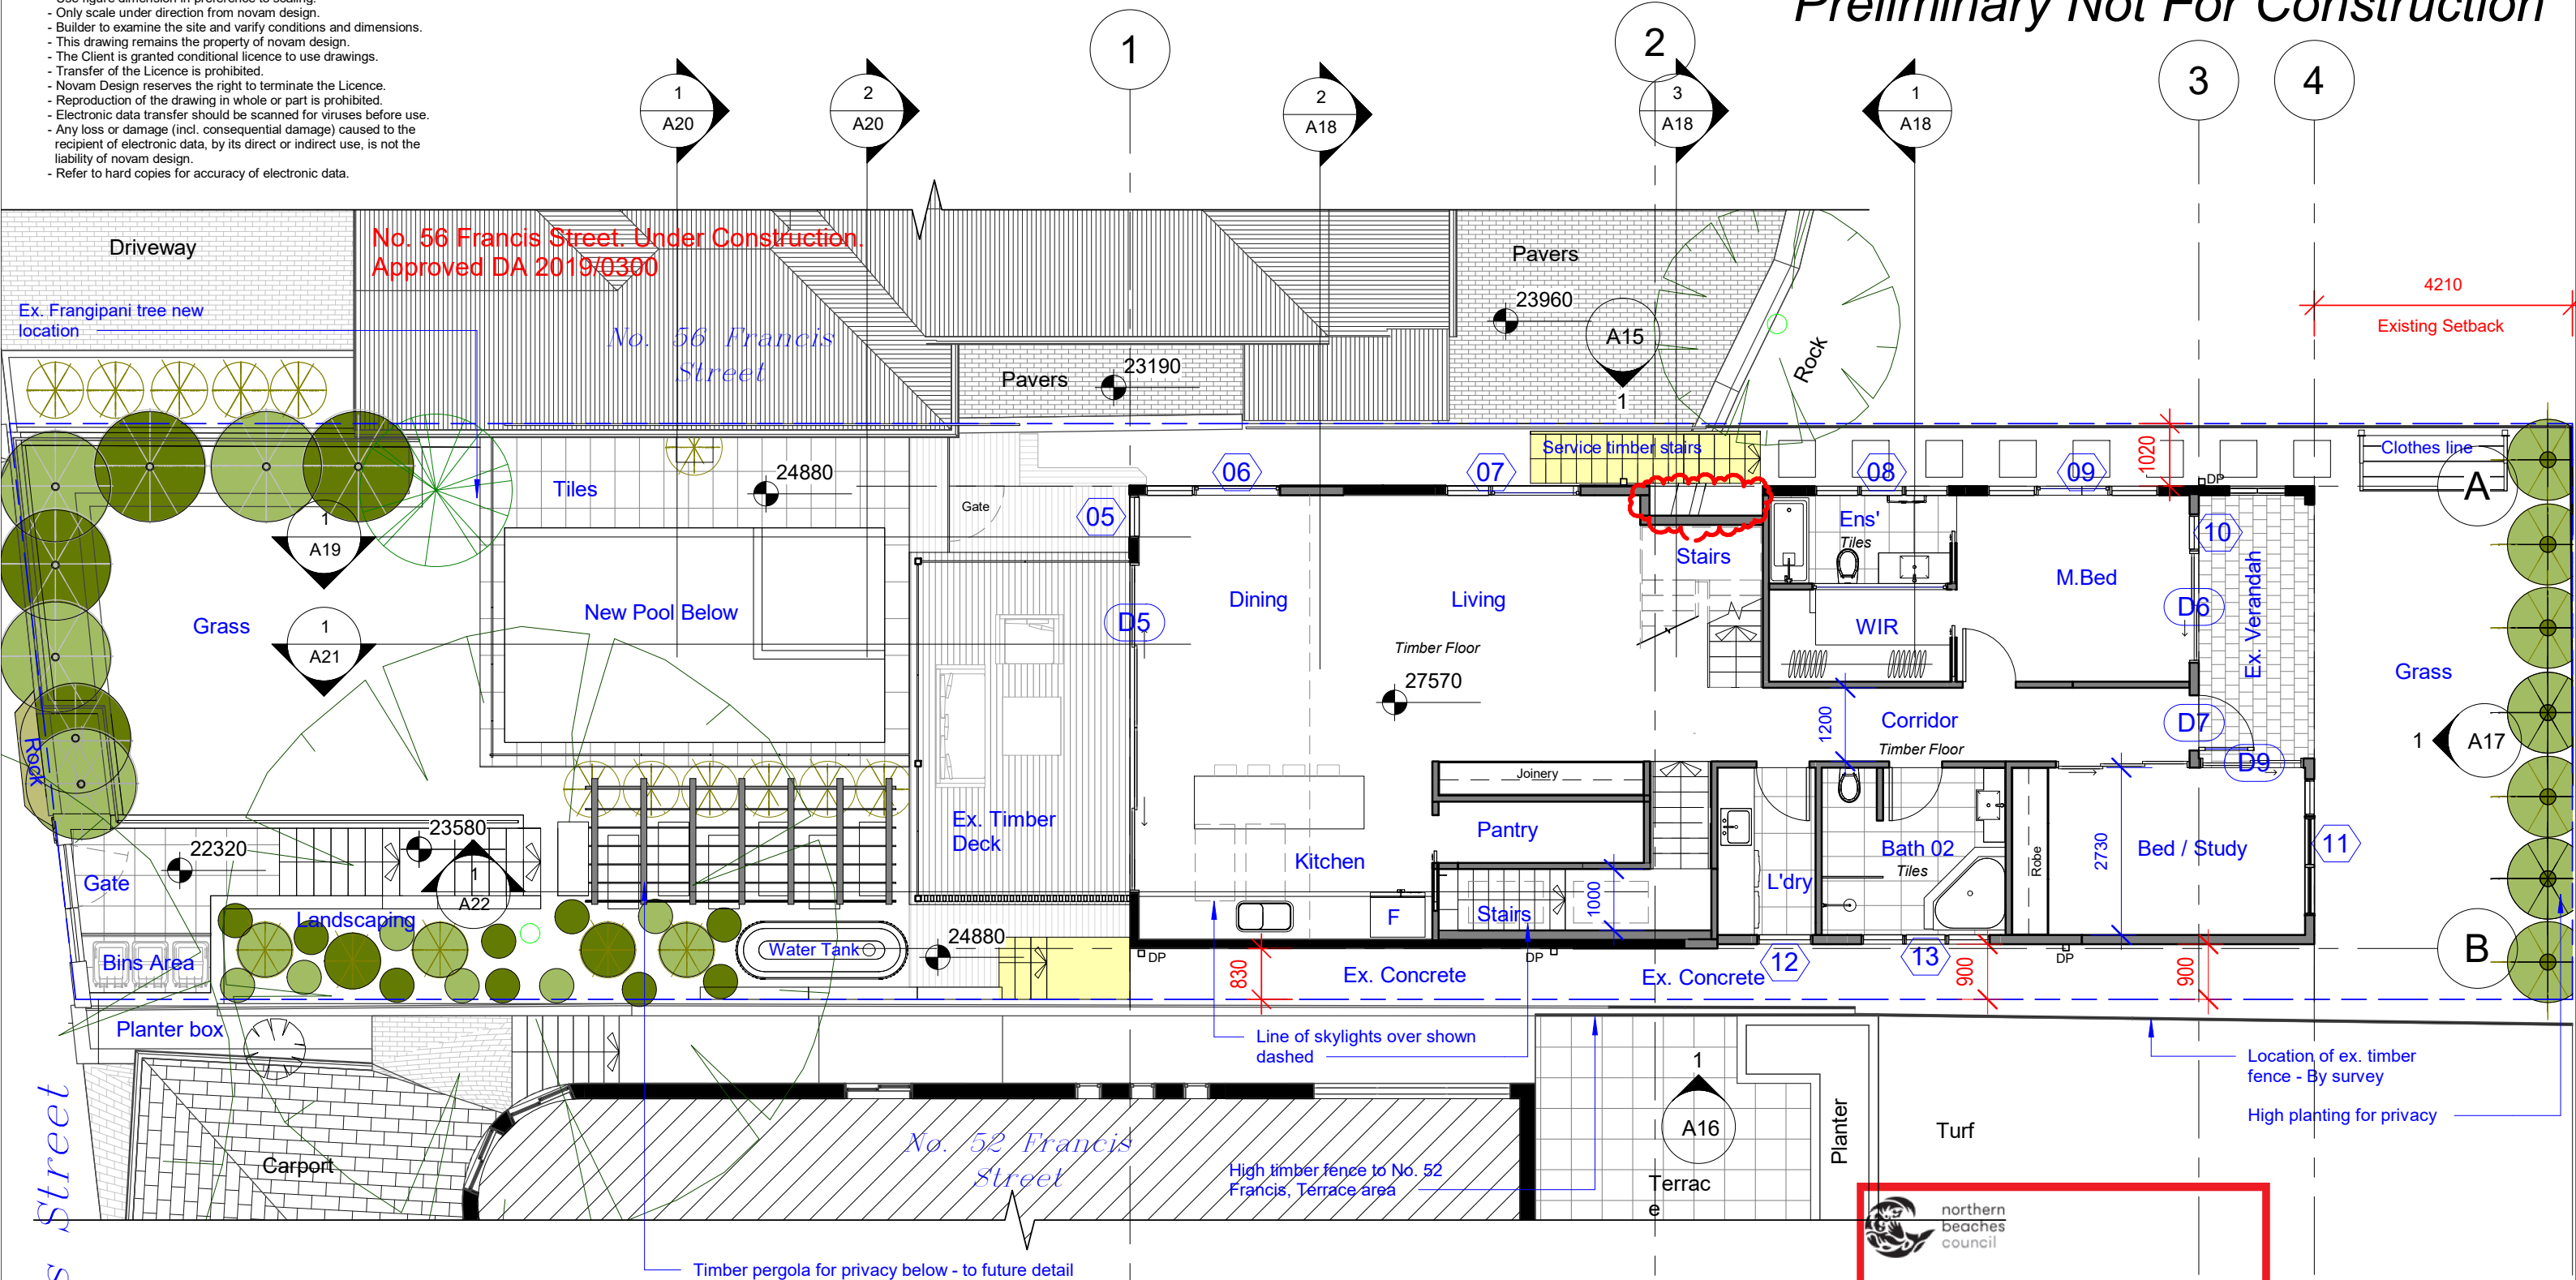 - Use figure dimension in preference to scaling.
- Only scale under direction from novam design.
- Builder to examine the site and varify conditions and dimensions.
- This drawing remains the property of novam design.
- The Client is granted conditional licence to use drawings.
- Transfer of the Licence is prohibited.
- Novam Design reserves the right to terminate the Licence.
- Reproduction of the drawing in whole or part is prohibited.
- Electronic data transfer should be scanned for viruses before use.
- Any loss or damage (incl. consequential damage) caused to the
recipient of electronic data, by its direct or indirect use, is not the
liability of novam design.
- Refer to hard copies for accuracy of electronic data.
Preliminary Not For Construction
1
2
3
4
1
A20
2
A20
2
A18
3
A18
1
A18
Driveway
No. 56 Francis Street. Under Construction.
Approved DA 2019/0300
Ex. Frangipani tree new
location
No. 56 Francis
Street
Pavers
23190
Pavers
23960
A15
1
Rock
4210
Existing Setback
Service timber stairs
1020
Clothes line
A
Tiles
24880
Gate
05
06
07
08
09
DP
10
Stairs
Ens'
Tiles
M.Bed
Ex. Verandah
D6
WIR
1
A19
1
A21
Grass
New Pool Below
D5
Dining
Living
Timber Floor
27570
Corridor
Timber Floor
1200
D7
D9
Grass
1
A17
Rock
23580
22320
Gate
1
A22
Landscaping
Bins Area
Water Tank
24880
Ex. Timber
Deck
Kitchen
F
Joinery
Pantry
Stairs
1000
L'dry
Bath 02
Tiles
Robe
2730
Bed / Study
11
B
DP
830
Ex. Concrete
DP
Ex. Concrete
12
13
900
DP
900
Planter box
Line of skylights over shown
dashed
Location of ex. timber
fence - By survey
High planting for privacy
Carport
No. 52 Francis
Street
High timber fence to No. 52
Francis, Terrace area
1
A16
Terrac
e
Planter
Turf
Street
s
Timber pergola for privacy below - to future detail
northern
beaches
council